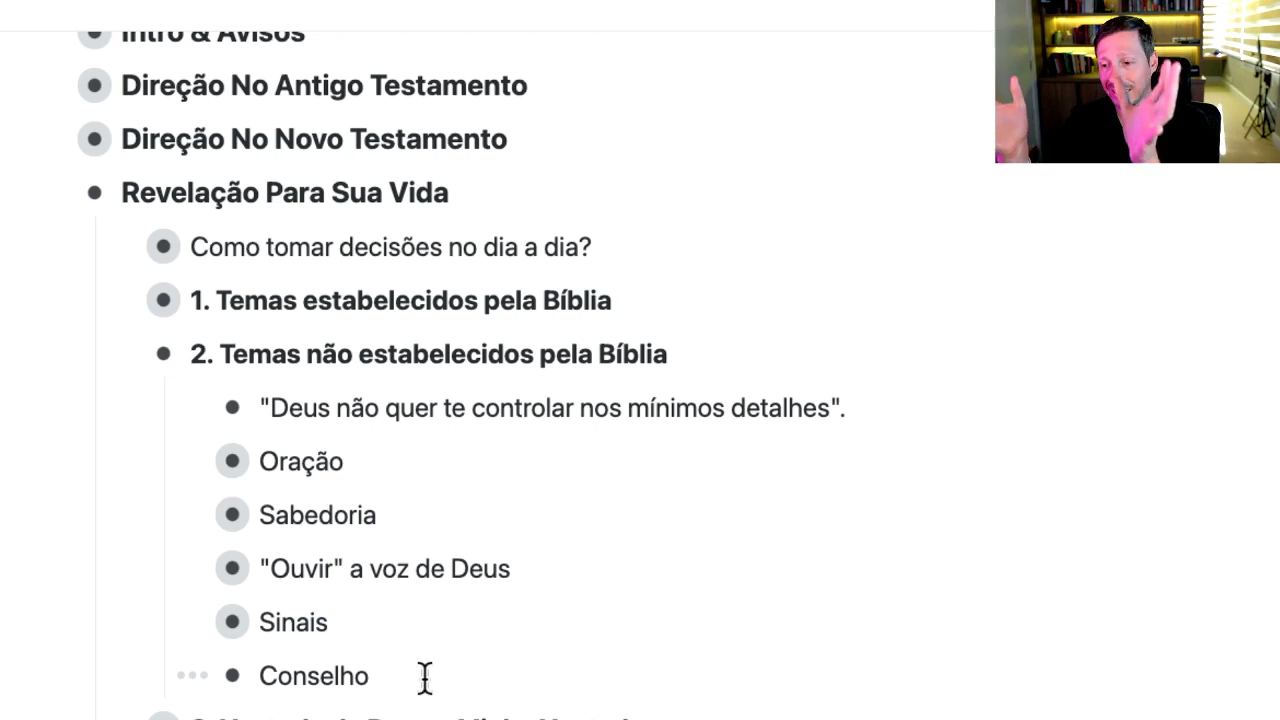 Intro & Avisos
Direção No Antigo Testamento
Direção No Novo Testamento
Revelação Para Sua Vida
Como tomar decisões no dia a dia?
1. Temas estabelecidos pela Bíblia
2. Temas não estabelecidos pela Bíblia
"Deus não quer te controlar nos mínimos detalhes".
Oração
Sabedoria
"Ouvir" a voz de Deus
Sinais
Conselho